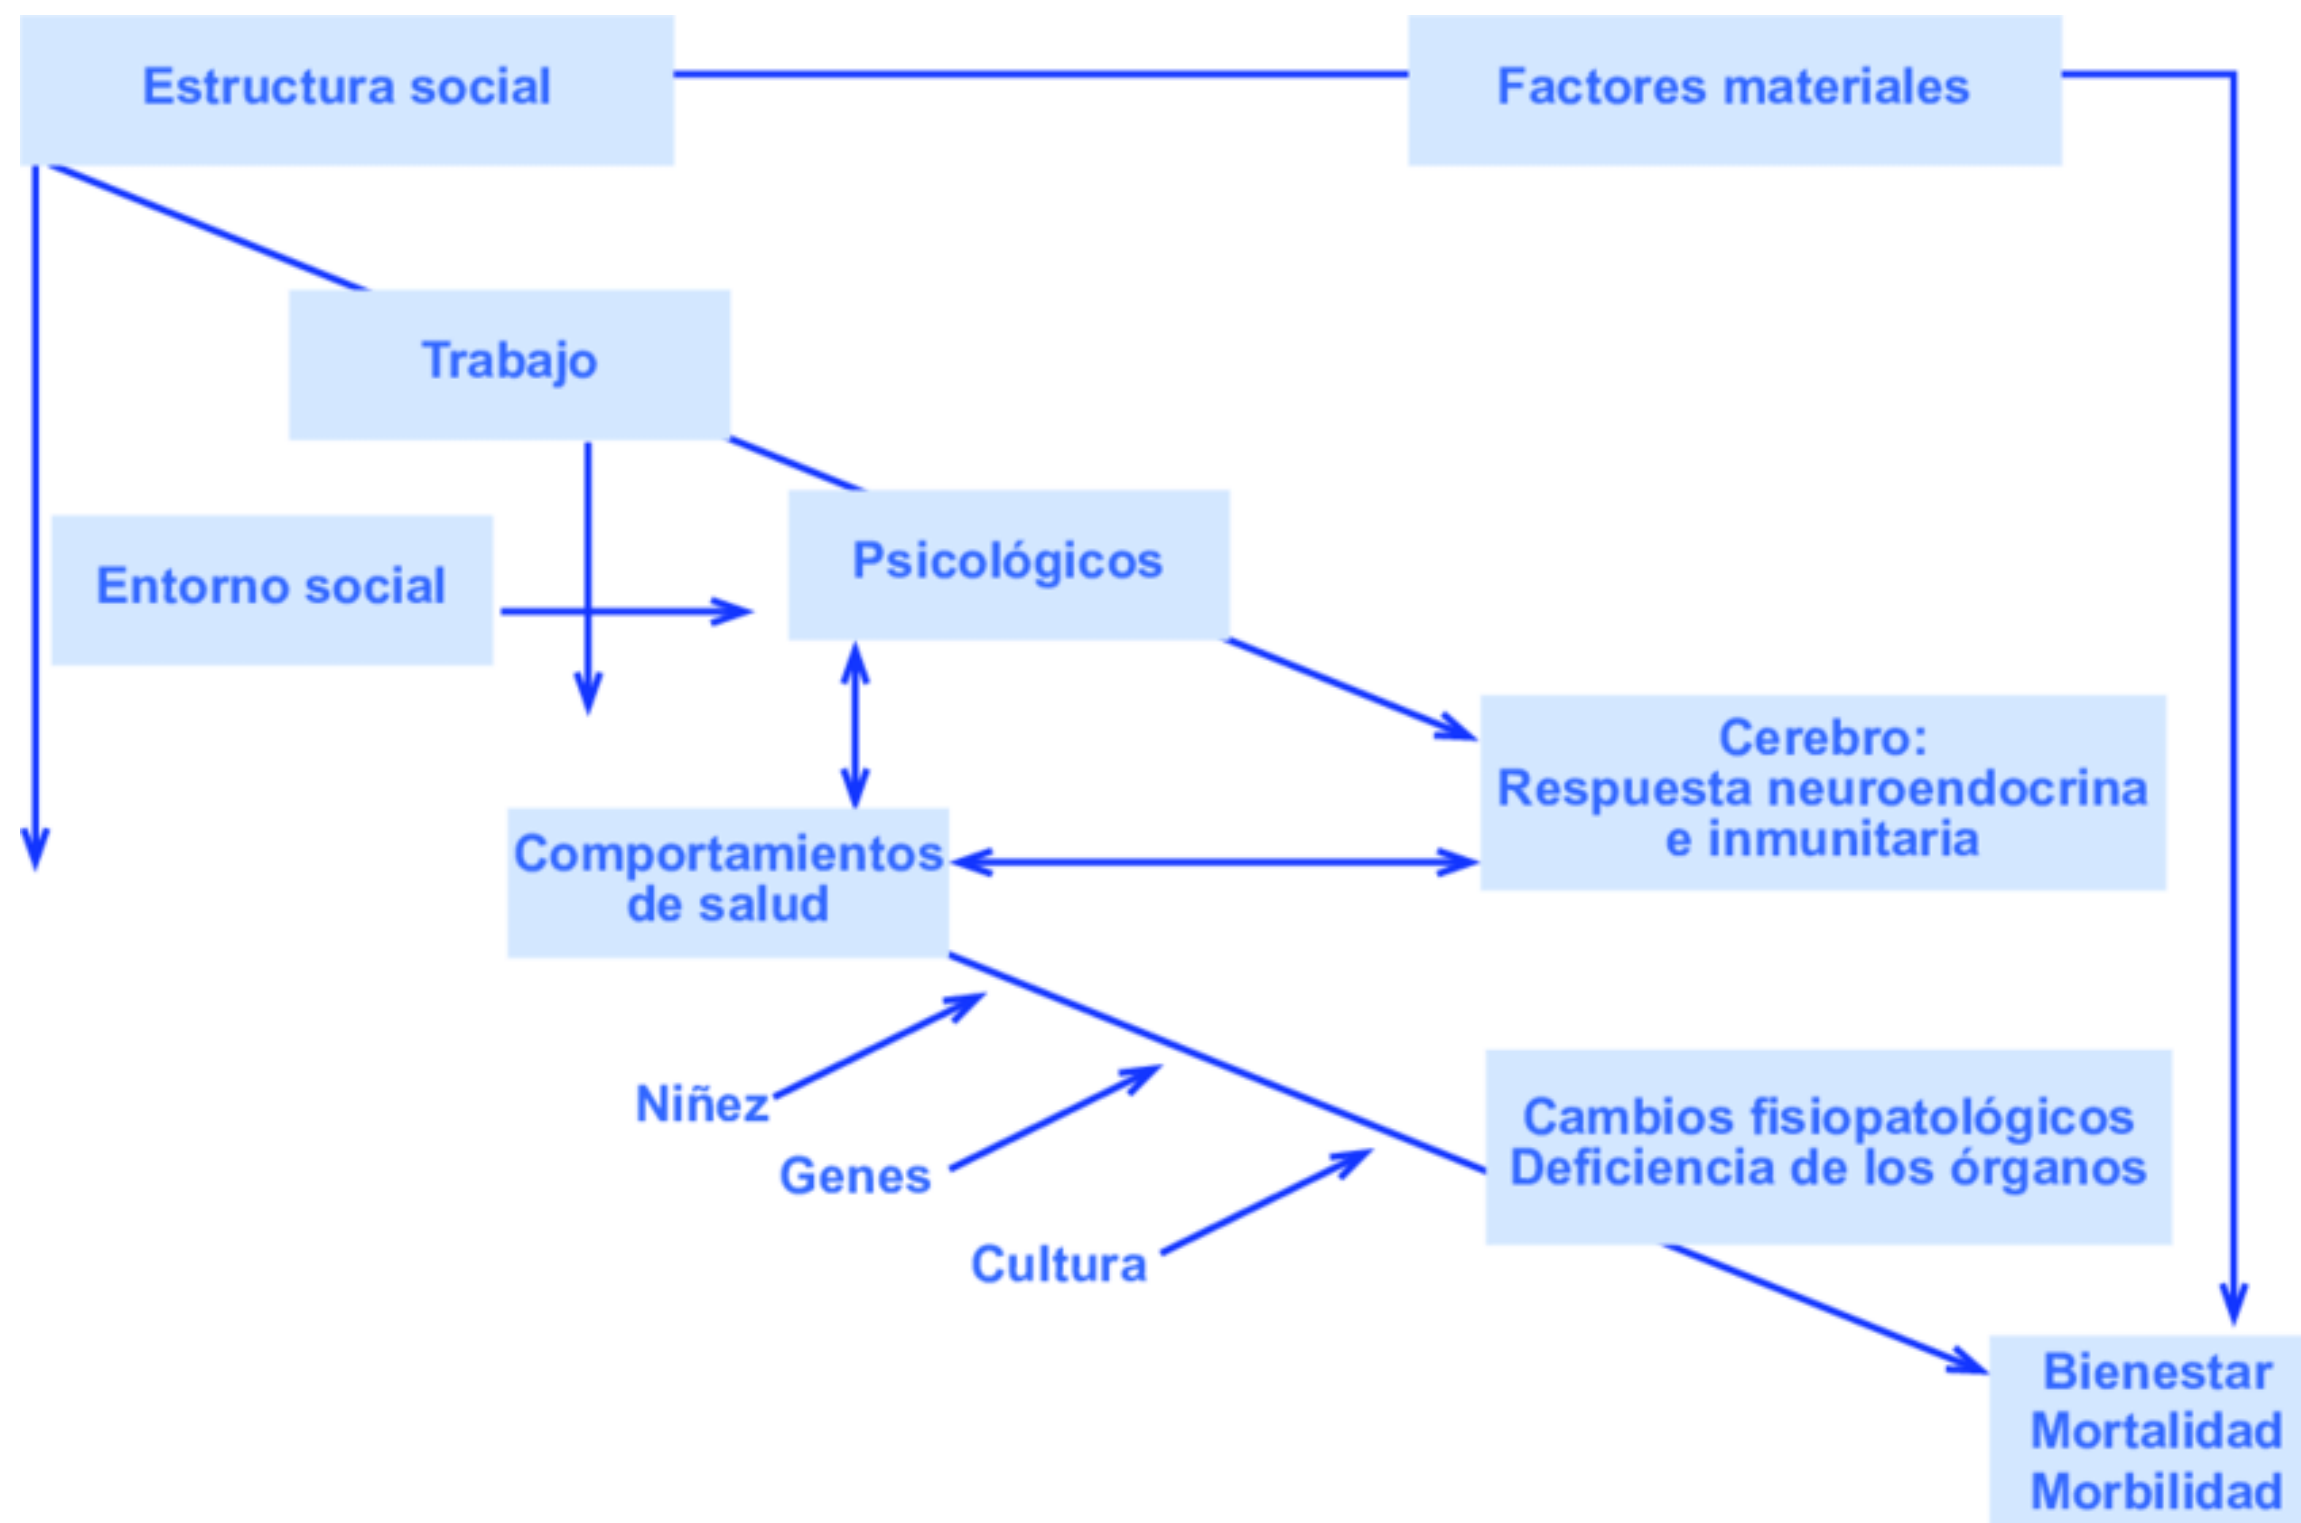 Estructura social
Factores materiales
Trabajo
Psicológicos
Entorno social
Cerebro:
Respuesta neuroendocrina
e inmunitaria
Comportamientos
de salud
Niñez
Genes
Cultura
Cambios fisiopatológicos
Deficiencia de los órganos
Bienestar
Mortalidad
Morbilidad